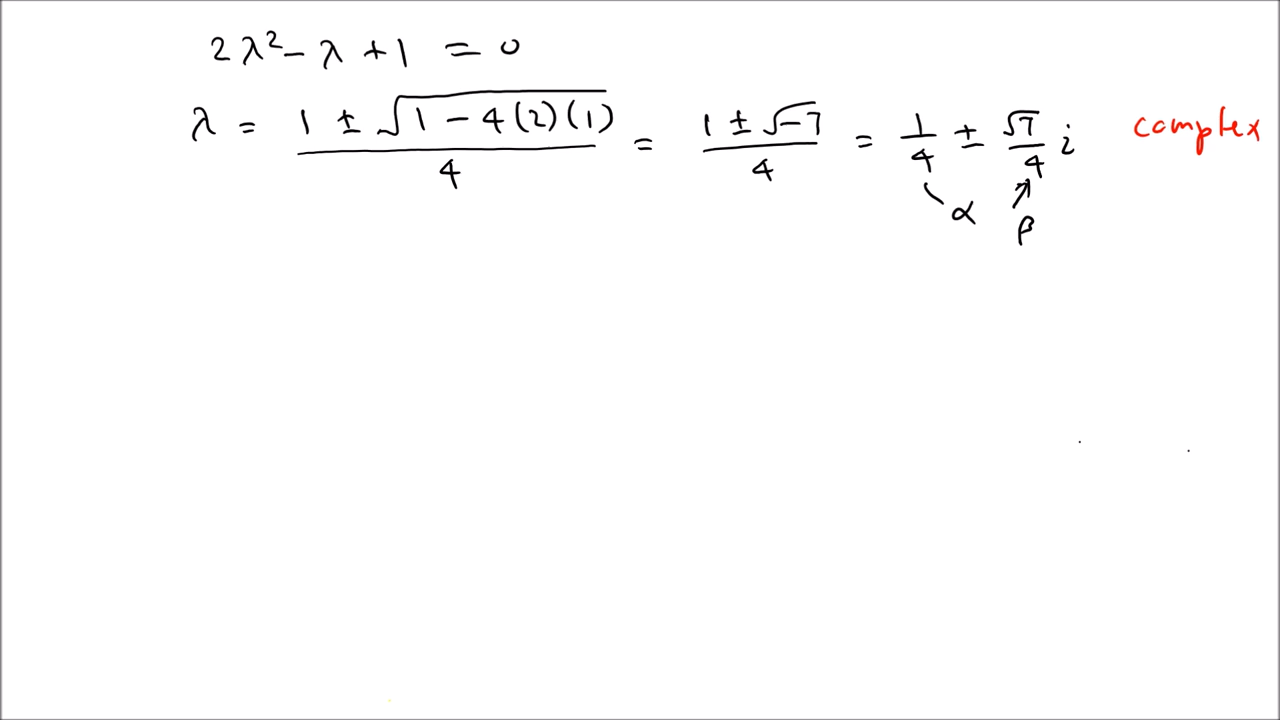 2λ² - λ + 1 = 0
λ = (1 ± √(1 - 4(2)(1)))/4 = (1 ± √-7)/4 = 1/4 ± √7/4 i complex
α
β